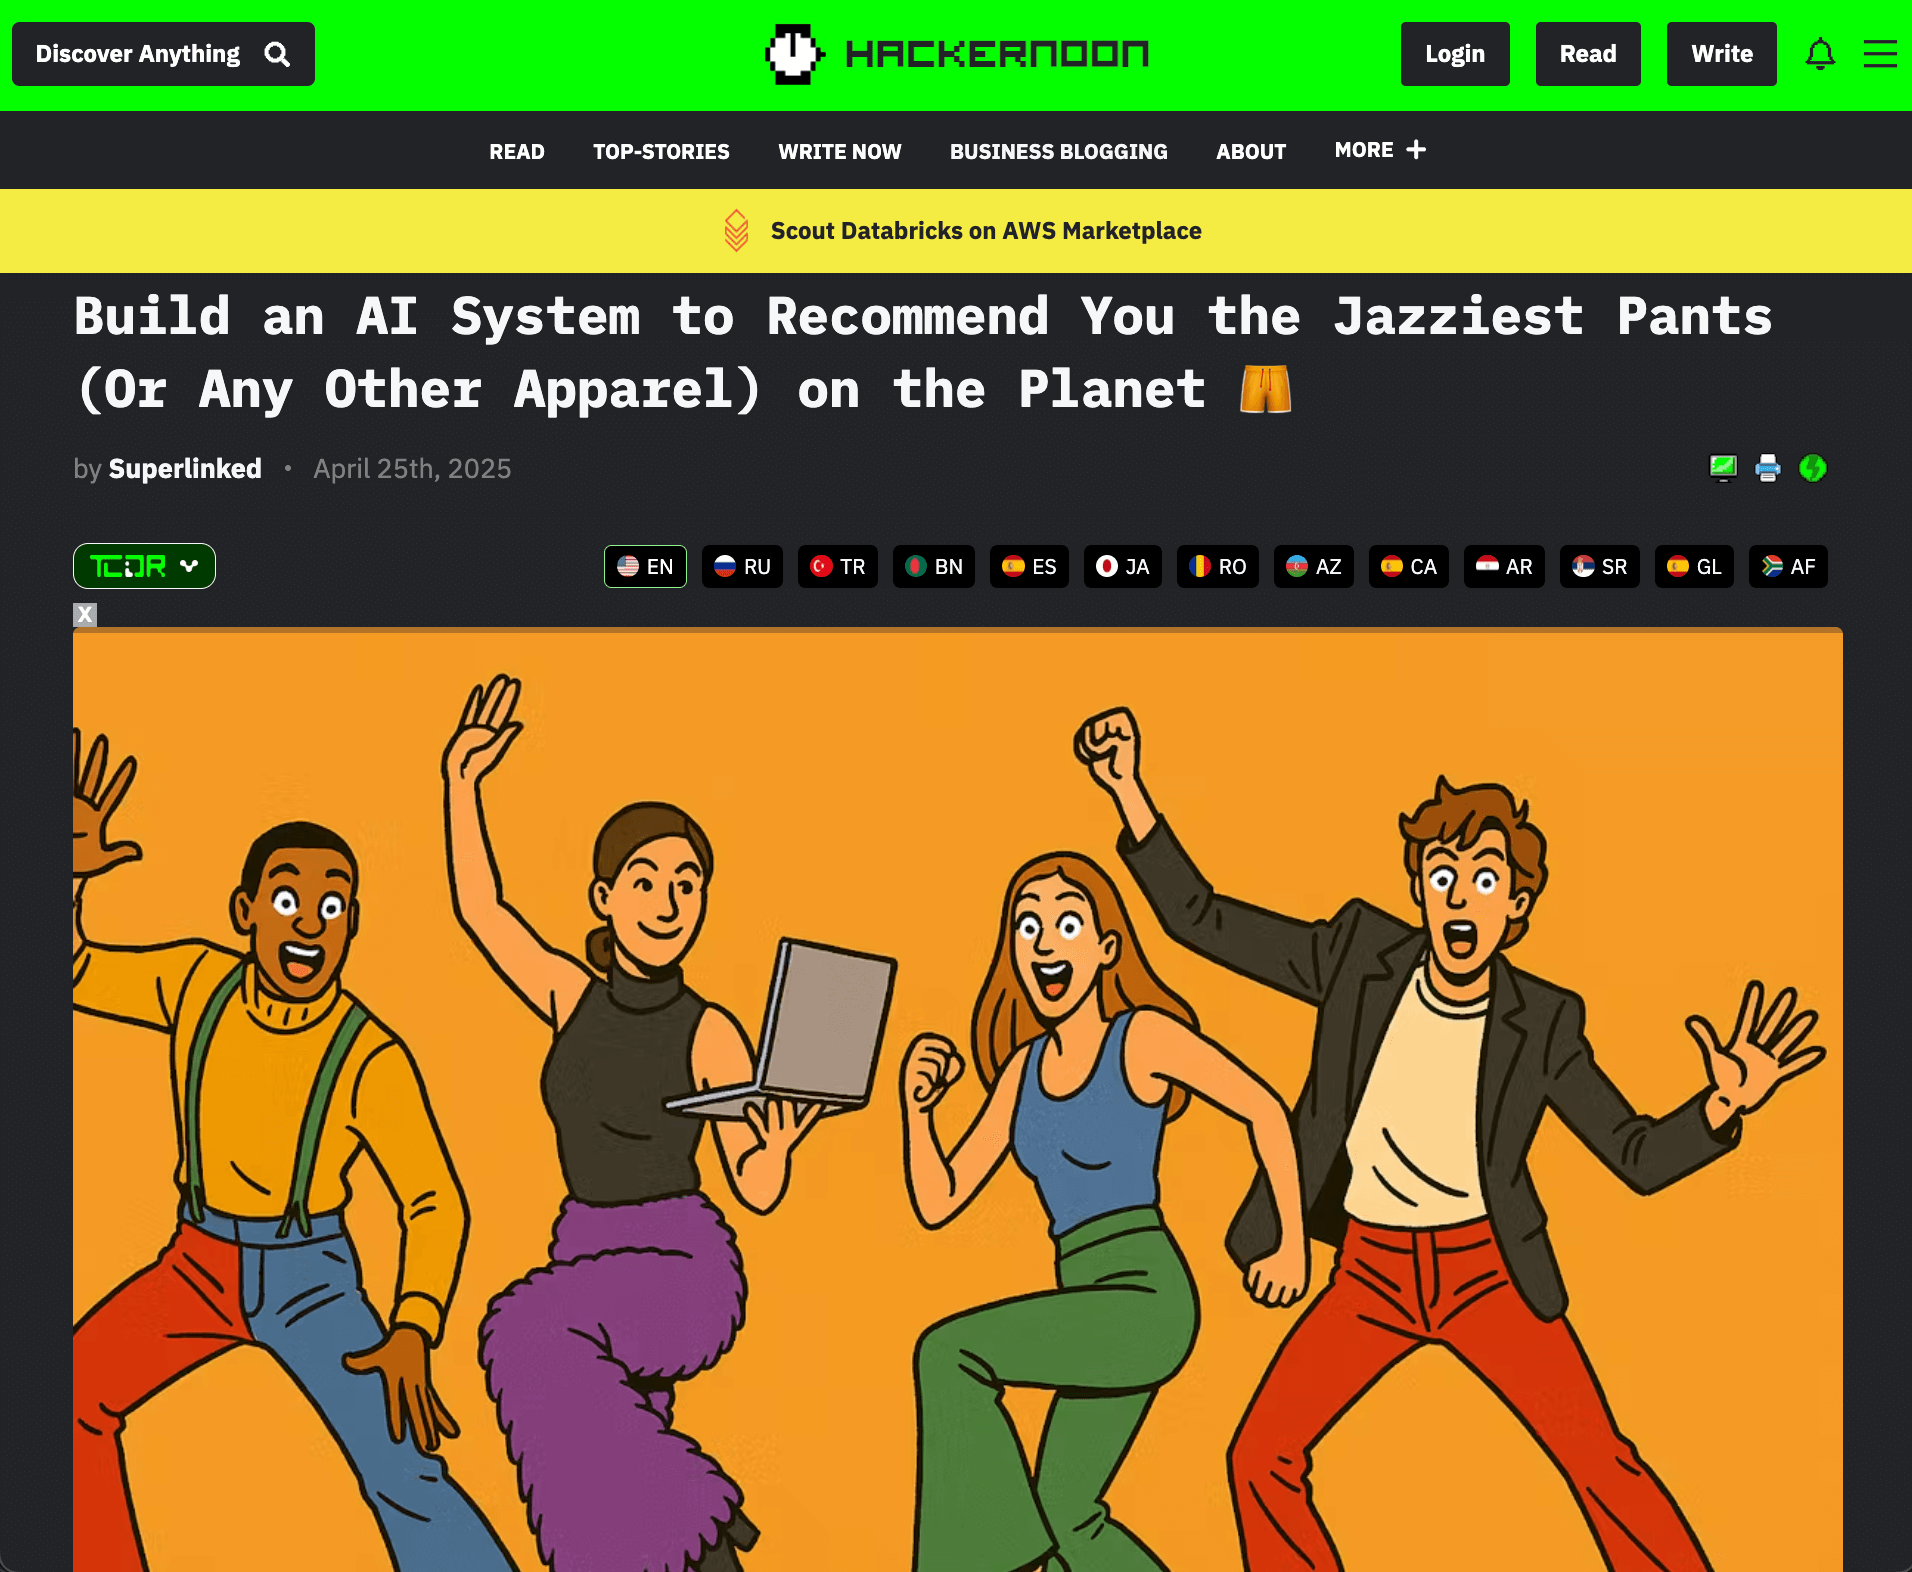 Discover Anything
HACKERNOON
Login
Read
Write
READ
TOP-STORIES
WRITE NOW
BUSINESS BLOGGING
ABOUT
MORE +
Scout Databricks on AWS Marketplace
Build an AI System to Recommend You the Jazziest Pants
(Or Any Other Apparel) on the Planet 🩳
by Superlinked • April 25th, 2025
TL;DR
EN
RU
TR
BN
ES
JA
RO
AZ
CA
AR
SR
GL
AF
X